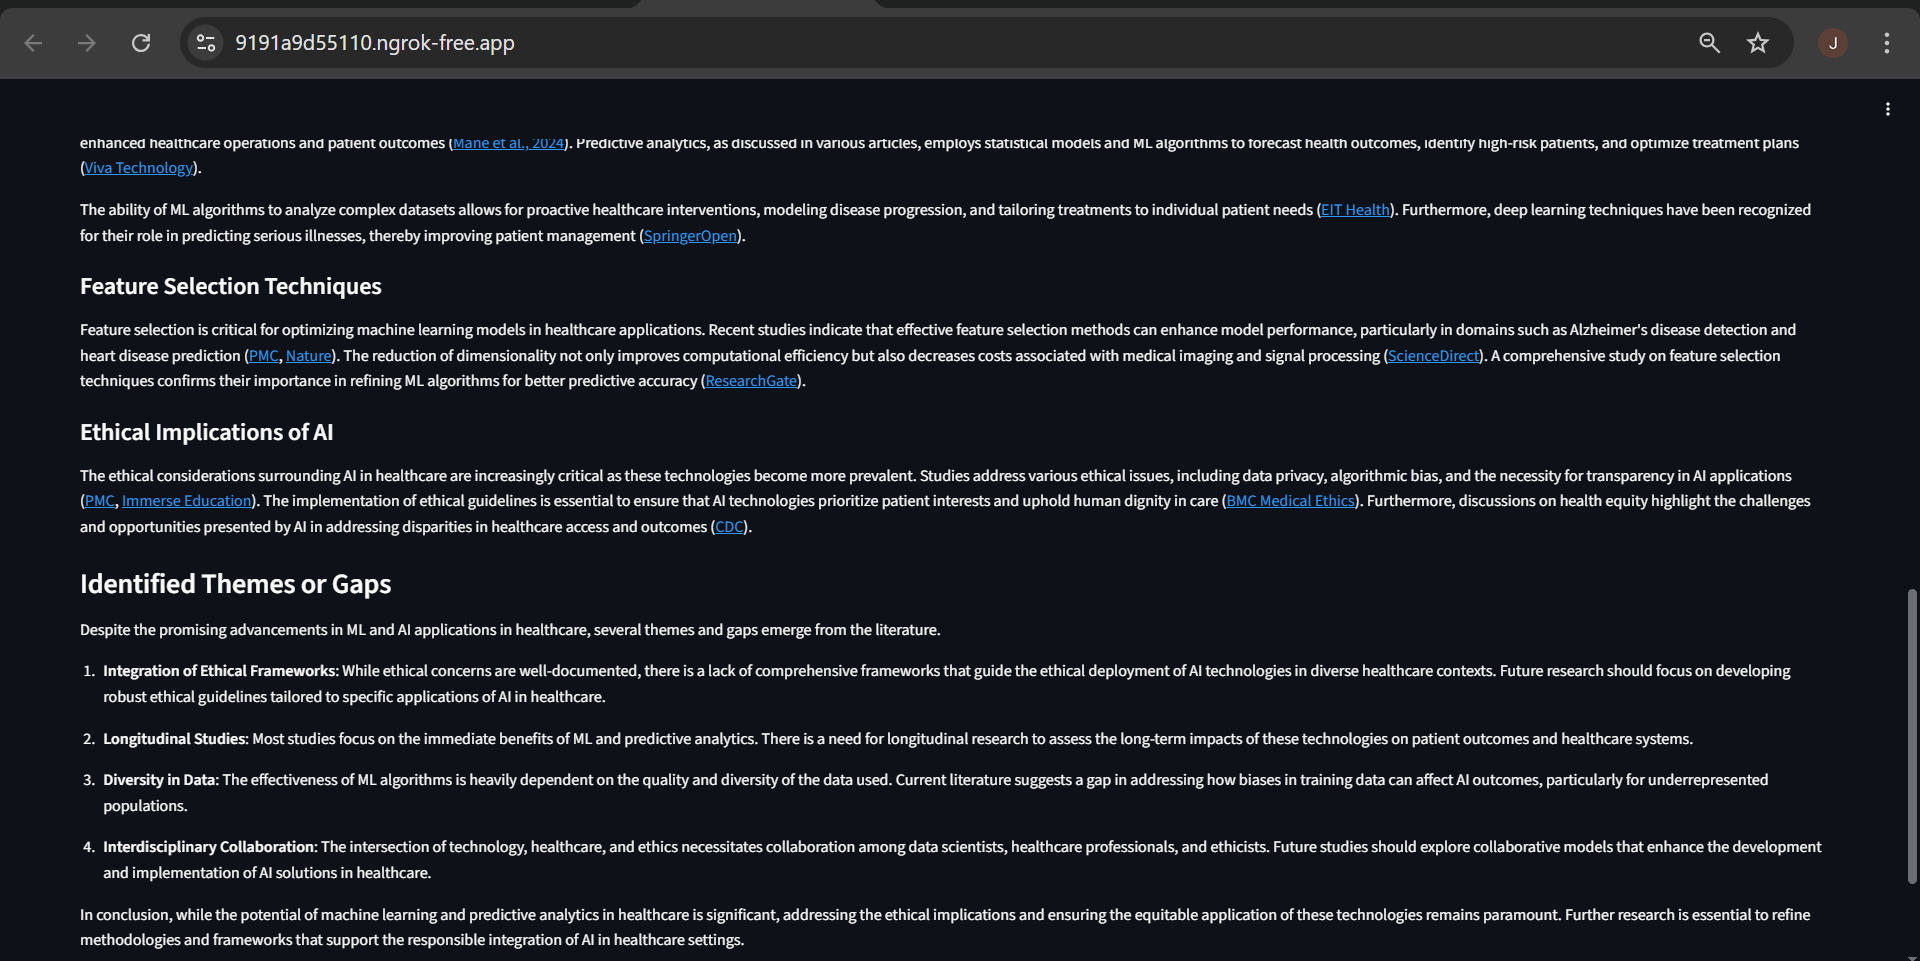 9191a9d55110.ngrok-free.app
J
enhanced healthcare operations and patient outcomes (Mane et al., 2024). Predictive analytics, as discussed in various articles, employs statistical models and ML algorithms to forecast health outcomes, identify high-risk patients, and optimize treatment plans
(Viva Technology).
The ability of ML algorithms to analyze complex datasets allows for proactive healthcare interventions, modeling disease progression, and tailoring treatments to individual patient needs (EIT Health). Furthermore, deep learning techniques have been recognized
for their role in predicting serious illnesses, thereby improving patient management (SpringerOpen).
Feature Selection Techniques
Feature selection is critical for optimizing machine learning models in healthcare applications. Recent studies indicate that effective feature selection methods can enhance model performance, particularly in domains such as Alzheimer's disease detection and
heart disease prediction (PMC, Nature). The reduction of dimensionality not only improves computational efficiency but also decreases costs associated with medical imaging and signal processing (ScienceDirect). A comprehensive study on feature selection
techniques confirms their importance in refining ML algorithms for better predictive accuracy (ResearchGate).
Ethical Implications of AI
The ethical considerations surrounding AI in healthcare are increasingly critical as these technologies become more prevalent. Studies address various ethical issues, including data privacy, algorithmic bias, and the necessity for transparency in AI applications
(PMC, Immerse Education). The implementation of ethical guidelines is essential to ensure that AI technologies prioritize patient interests and uphold human dignity in care (BMC Medical Ethics). Furthermore, discussions on health equity highlight the challenges
and opportunities presented by AI in addressing disparities in healthcare access and outcomes (CDC).
Identified Themes or Gaps
Despite the promising advancements in ML and AI applications in healthcare, several themes and gaps emerge from the literature.
1. Integration of Ethical Frameworks: While ethical concerns are well-documented, there is a lack of comprehensive frameworks that guide the ethical deployment of AI technologies in diverse healthcare contexts. Future research should focus on developing
robust ethical guidelines tailored to specific applications of AI in healthcare.
2. Longitudinal Studies: Most studies focus on the immediate benefits of ML and predictive analytics. There is a need for longitudinal research to assess the long-term impacts of these technologies on patient outcomes and healthcare systems.
3. Diversity in Data: The effectiveness of ML algorithms is heavily dependent on the quality and diversity of the data used. Current literature suggests a gap in addressing how biases in training data can affect AI outcomes, particularly for underrepresented
populations.
4. Interdisciplinary Collaboration: The intersection of technology, healthcare, and ethics necessitates collaboration among data scientists, healthcare professionals, and ethicists. Future studies should explore collaborative models that enhance the development
and implementation of AI solutions in healthcare.
In conclusion, while the potential of machine learning and predictive analytics in healthcare is significant, addressing the ethical implications and ensuring the equitable application of these technologies remains paramount. Further research is essential to refine
methodologies and frameworks that support the responsible integration of AI in healthcare settings.